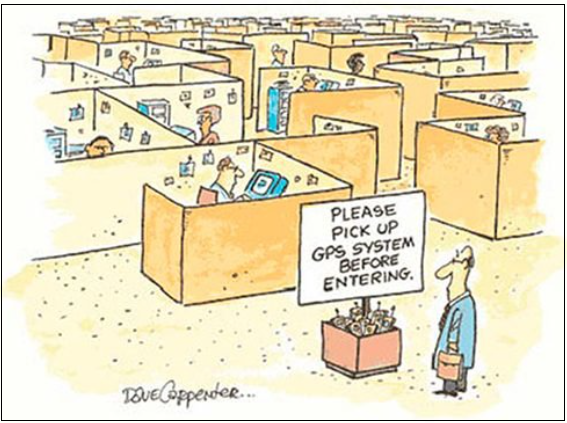 PLEASE
PICK UP
GPS SYSTEM
BEFORE
ENTERING.
DAVE CARPENTER...